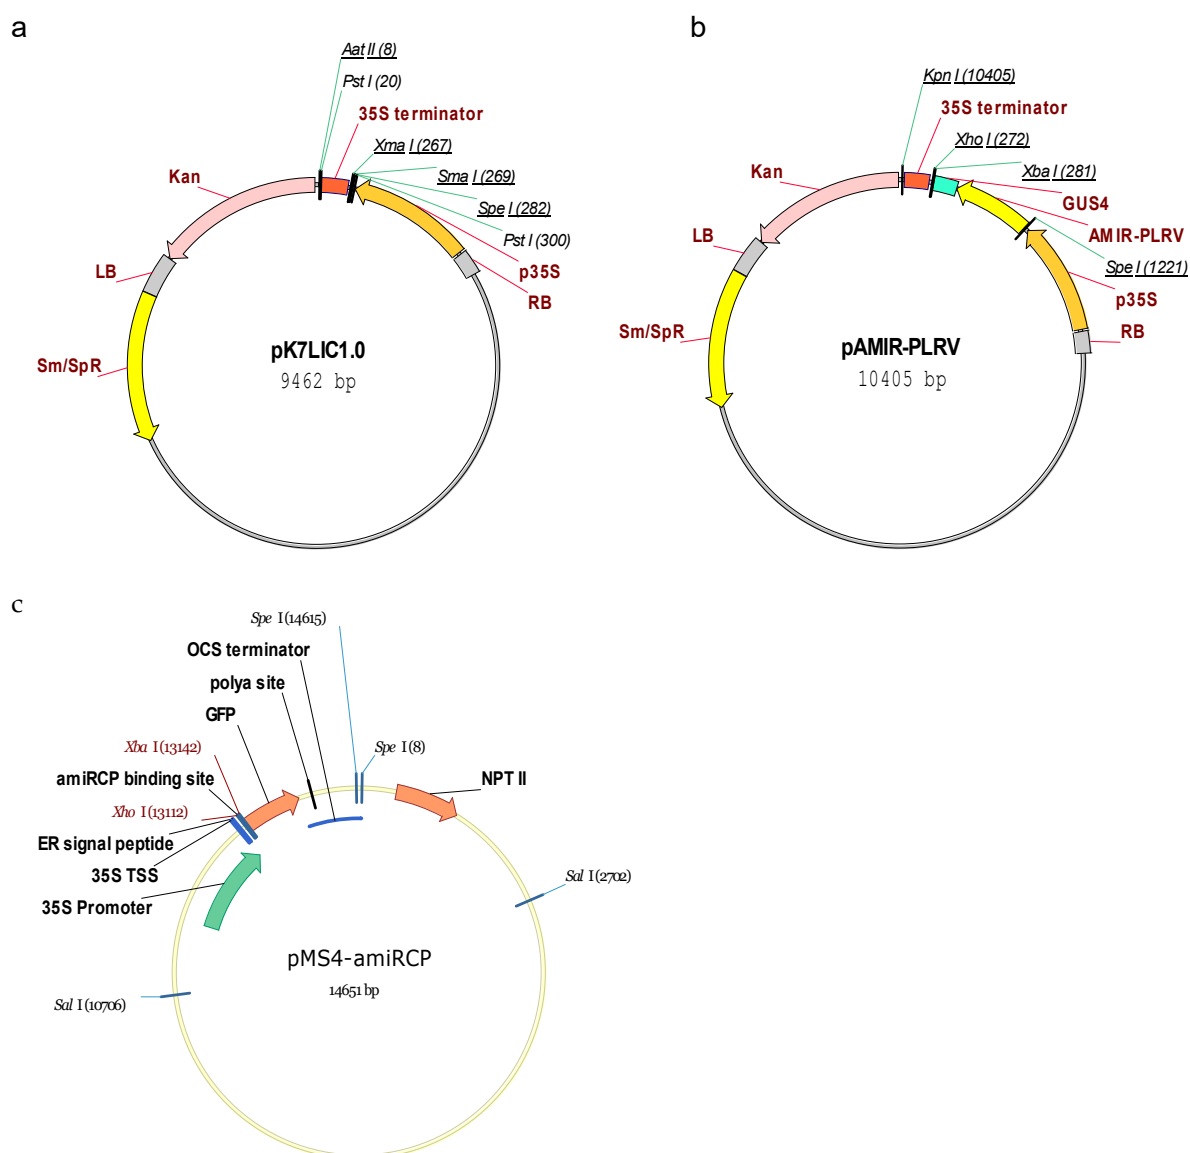 a
Aat II (8)
Pst I (20)
35S terminator
Xma I (267)
Sma I (269)
Spe I (282)
Pst I (300)
Kan
LB
p35S
RB
Sm/SpR
pK7LIC1.0
9462 bp
b
Kpn I (10405)
35S terminator
Xho I (272)
Xba I (281)
Kan
GUS4
LB
AMIR-PLRV
Spe I (1221)
p35S
RB
Sm/SpR
pAMIR-PLRV
10405 bp
c
Spe I (14615)
OCS terminator
polya site
GFP
Xba I (13142)
Spe I (8)
amiRCP binding site
NPT II
Xho I (13112)
ER signal peptide
35S TSS
Sal I (2702)
35S Promoter
pMS4-amiRCP
14651 bp
Sal I (10706)